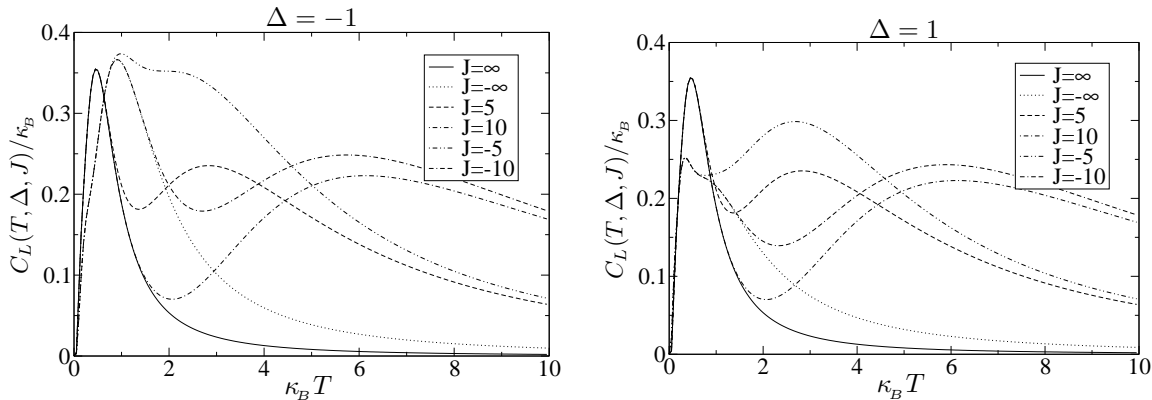 Δ = −1
C_L(T, Δ, J)/κ_B
0.4
0.3
0.2
0.1
0
0 2 4 6 8 10
κ_B T
J=∞
J=-∞
J=5
J=10
J=-5
J=-10
Δ = 1
C_L(T, Δ, J)/κ_B
0.4
0.3
0.2
0.1
0
0 2 4 6 8 10
κ_B T
J=∞
J=-∞
J=5
J=10
J=-5
J=-10